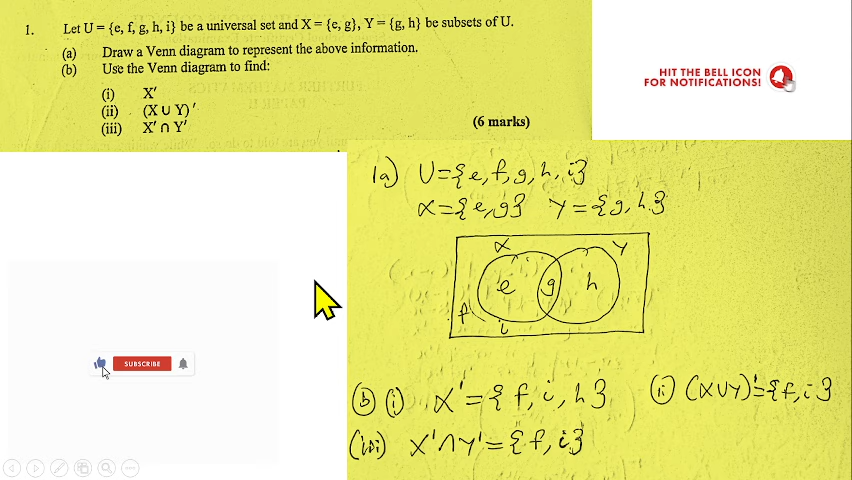 1. Let U = {e, f, g, h, i} be a universal set and X = {e, g}, Y = {g, h} be subsets of U.
(a) Draw a Venn diagram to represent the above information.
(b) Use the Venn diagram to find:
(i) X′
(ii) (X ∪ Y)′
(iii) X′ ∩ Y′
(6 marks)
HIT THE BELL ICON
FOR NOTIFICATIONS!
1a) U={e,f,g,h,i}
X={e,g} Y={g,h}
X Y
e g h
f
i
SUBSCRIBE
(b) (i) X'={f,i,h} (ii) (X∪Y)'={f,i}
(iii) X'∩Y'={f,i}